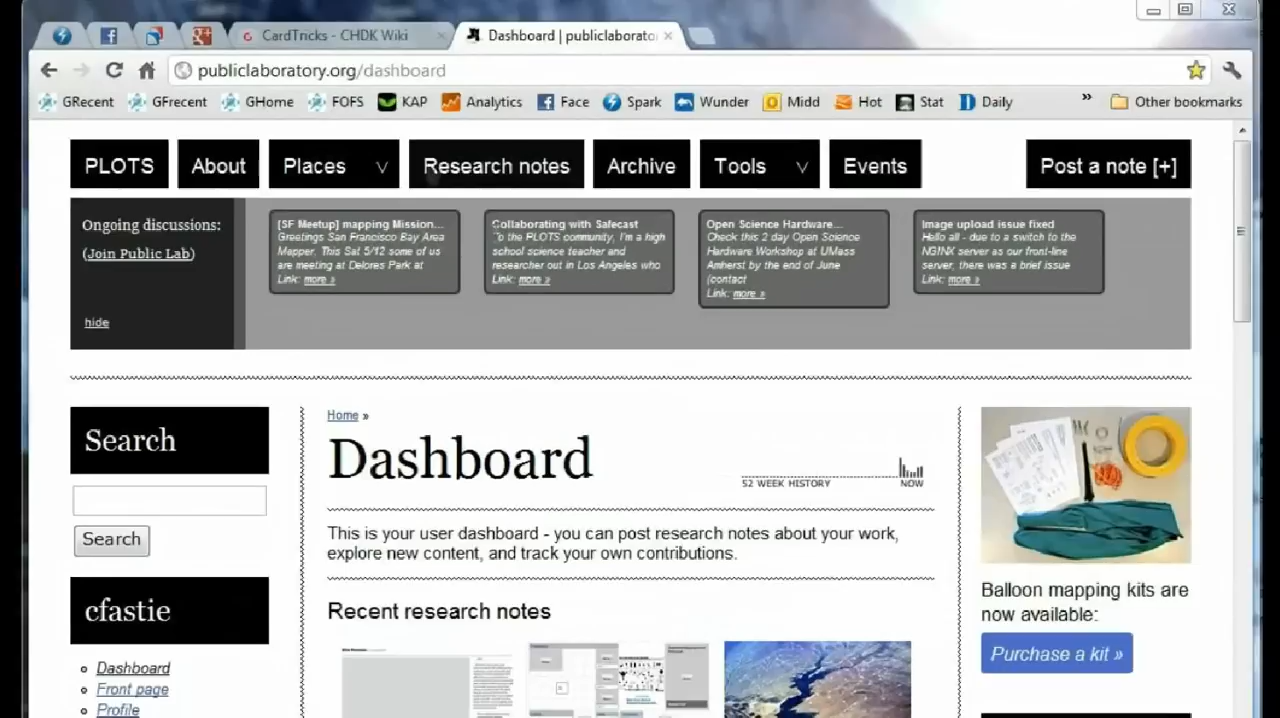 CardTricks - CHDK Wiki
Dashboard | publiclaborato
publiclaboratory.org/dashboard
GRecent GFrecent GHome FOFS KAP Analytics Face Spark Wunder Midd Hot Stat Daily » Other bookmarks
PLOTS About Places Research notes Archive Tools Events Post a note [+]
Ongoing discussions:
(Join Public Lab)
hide
[SF Meetup] mapping Mission...
Greetings San Francisco Bay Area
Mapper, This Sat 5/12 some of us
are meeting at Delores Park at
Link: more »
Collaborating with Safecast
To the PLOTS community, I'm a high
school science teacher and
researcher out in Los Angeles who
Link: more »
Open Science Hardware...
Check this 2 day Open Science
Hardware Workshop at UMass
Amherst by the end of June
(contact
Link: more »
Image upload issue fixed
Hello all - due to a switch to the
NGINX server as our front-line
server, there was a brief issue
Link: more »
Search
Search
cfastie
Dashboard
Front page
Profile
Home »
Dashboard
52 WEEK HISTORY NOW
This is your user dashboard - you can post research notes about your work,
explore new content, and track your own contributions.
Recent research notes
Balloon mapping kits are
now available:
Purchase a kit »